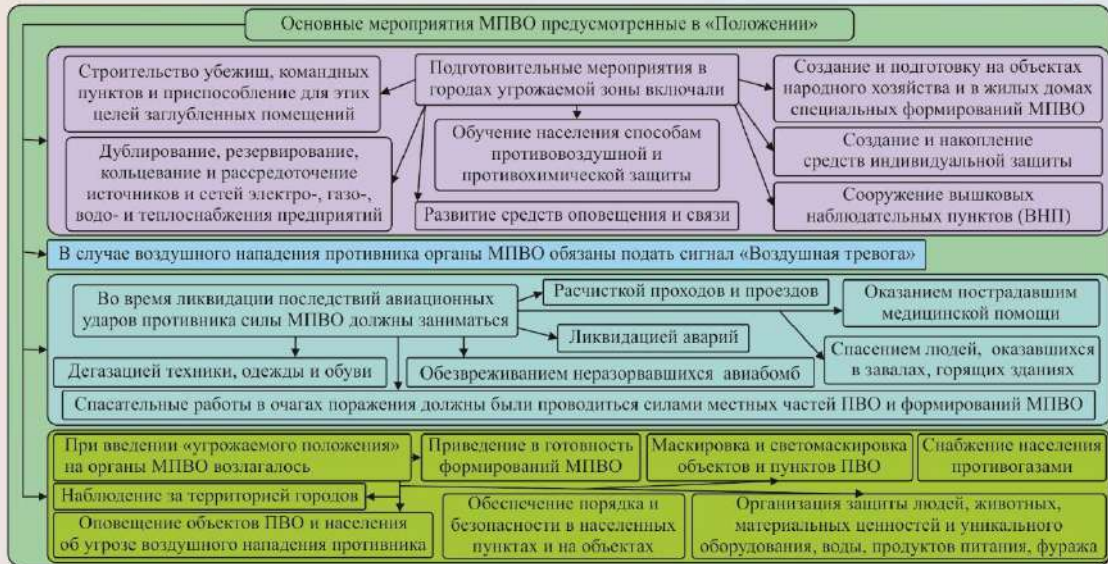 Основные мероприятия МПВО предусмотренные в «Положении»
Строительство убежищ, командных
пунктов и приспособление для этих
целей заглубленных помещений
Подготовительные мероприятия в
городах угрожаемой зоны включали
Создание и подготовку на объектах
народного хозяйства и в жилых домах
специальных формирований МПВО
Дублирование, резервирование,
кольцевание и рассредоточение
источников и сетей электро-, газо-,
водо- и теплоснабжения предприятий
Обучение населения способам
противовоздушной и
противохимической защиты
Создание и накопление
средств индивидуальной защиты
Развитие средств оповещения и связи
Сооружение вышковых
наблюдательных пунктов (ВНП)
В случае воздушного нападения противника органы МПВО обязаны подать сигнал «Воздушная тревога»
Во время ликвидации последствий авиационных
ударов противника силы МПВО должны заниматься
Расчисткой проходов и проездов
Оказанием пострадавшим
медицинской помощи
Ликвидацией аварий
Спасением людей, оказавшихся
в завалах, горящих зданиях
Дегазацией техники, одежды и обуви
Обезвреживанием неразорвавшихся авиабомб
Спасательные работы в очагах поражения должны были проводиться силами местных частей ПВО и формирований МПВО
При введении «угрожаемого положения»
на органы МПВО возлагалось
Приведение в готовность
формирований МПВО
Маскировка и светомаскировка
объектов и пунктов ПВО
Снабжение населения
противогазами
Наблюдение за территорией городов
Оповещение объектов ПВО и населения
об угрозе воздушного нападения противника
Обеспечение порядка и
безопасности в населенных
пунктах и на объектах
Организация защиты людей, животных,
материальных ценностей и уникального
оборудования, воды, продуктов питания, фуража